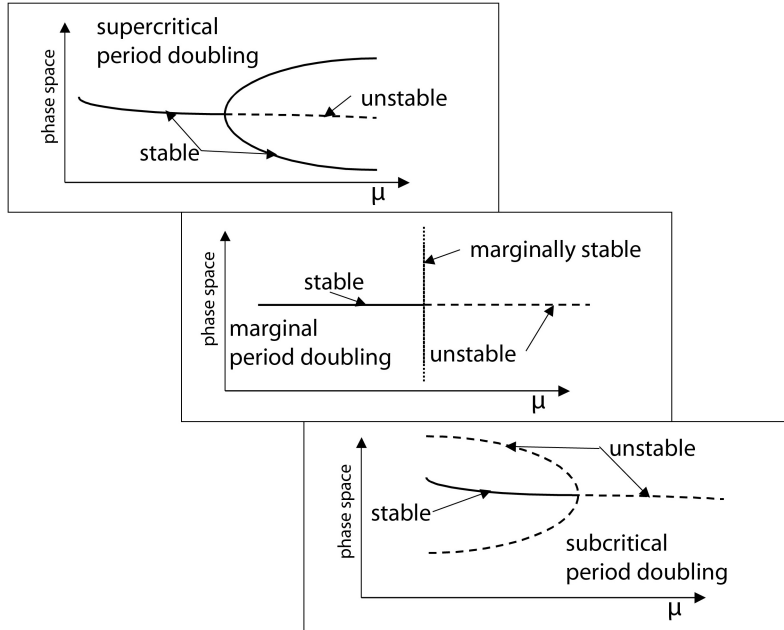 supercritical
period doubling
phase space
unstable
stable
μ
marginally stable
phase space
stable
marginal
period doubling
unstable
μ
unstable
phase space
stable
subcritical
period doubling
μ